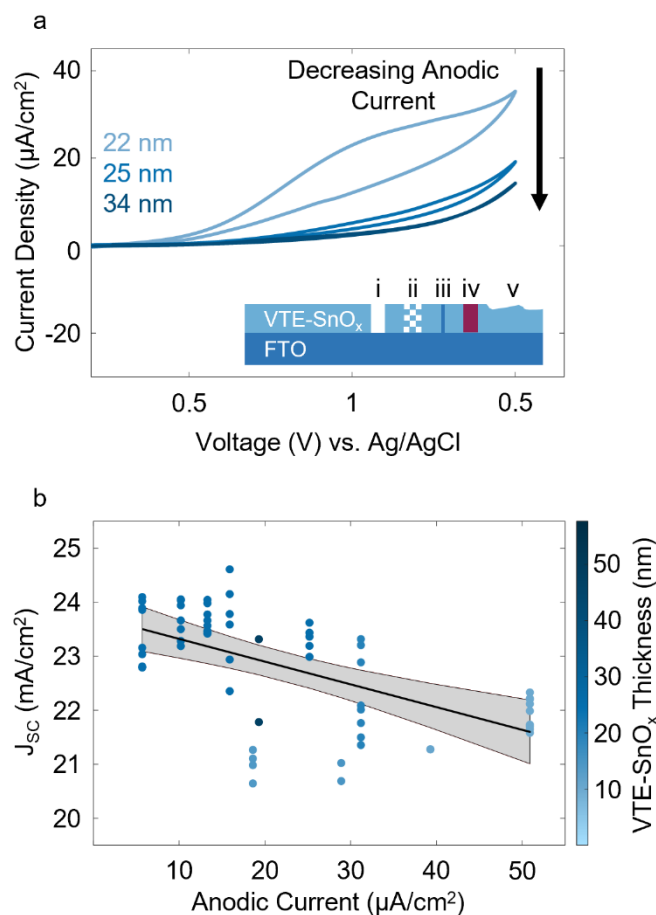 a
Decreasing Anodic
Current
22 nm
25 nm
34 nm
Current Density (µA/cm²)
40
20
0
-20
i ii iii iv v
VTE-SnOₓ
FTO
0.5 1 0.5
Voltage (V) vs. Ag/AgCl
b
J_SC (mA/cm²)
25
24
23
22
21
20
10 20 30 40 50
Anodic Current (µA/cm²)
50
40
30
20
10
VTE-SnOₓ Thickness (nm)